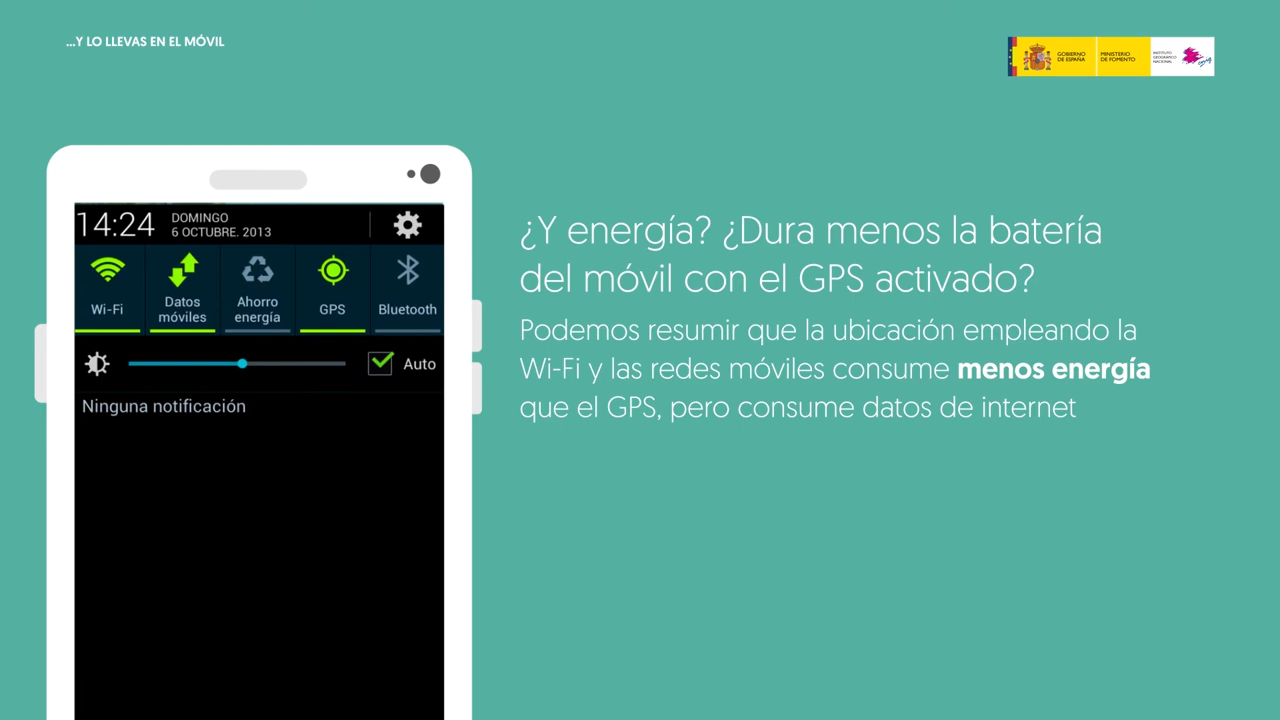 ...Y LO LLEVAS EN EL MÓVIL
GOBIERNO
DE ESPAÑA
MINISTERIO
DE FOMENTO
INSTITUTO
GEOGRÁFICO
NACIONAL
14:24
DOMINGO
6 OCTUBRE. 2013
Wi-Fi
Datos
móviles
Ahorro
energía
GPS
Bluetooth
Auto
Ninguna notificación
¿Y energía? ¿Dura menos la batería
del móvil con el GPS activado?
Podemos resumir que la ubicación empleando la
Wi-Fi y las redes móviles consume menos energía
que el GPS, pero consume datos de internet